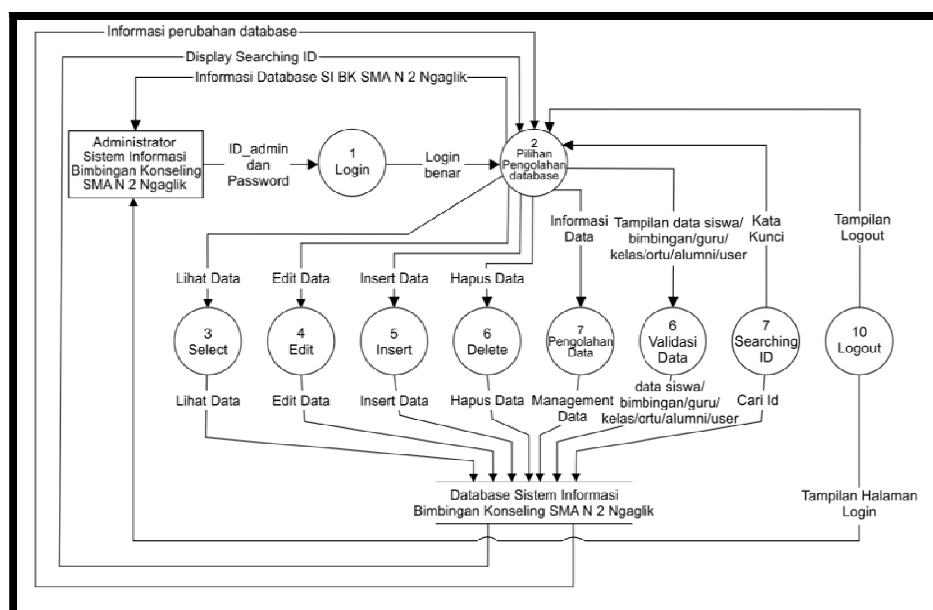 Informasi perubahan database
Display Searching ID
Informasi Database SI BK SMA N 2 Ngaglik
Administrator
Sistem Informasi
Bimbingan Konseling
SMA N 2 Ngaglik
ID_admin
dan
Password
1
Login
Login
benar
2
Pilihan
Pengolahan
database
Informasi
Data
Tampilan data siswa/
bimbingan/guru/
kelas/ortu/alumni/user
Kata
Kunci
Tampilan
Logout
Lihat Data
Edit Data
Insert Data
Hapus Data
3
Select
4
Edit
5
Insert
6
Delete
7
Pengolahan
Data
6
Validasi
Data
7
Searching
ID
10
Logout
Lihat Data
Edit Data
Insert Data
Hapus Data
Management
Data
data siswa/
bimbingan/guru/
kelas/ortu/alumni/user
Cari Id
Database Sistem Informasi
Bimbingan Konseling SMA N 2 Ngaglik
Tampilan Halaman
Login